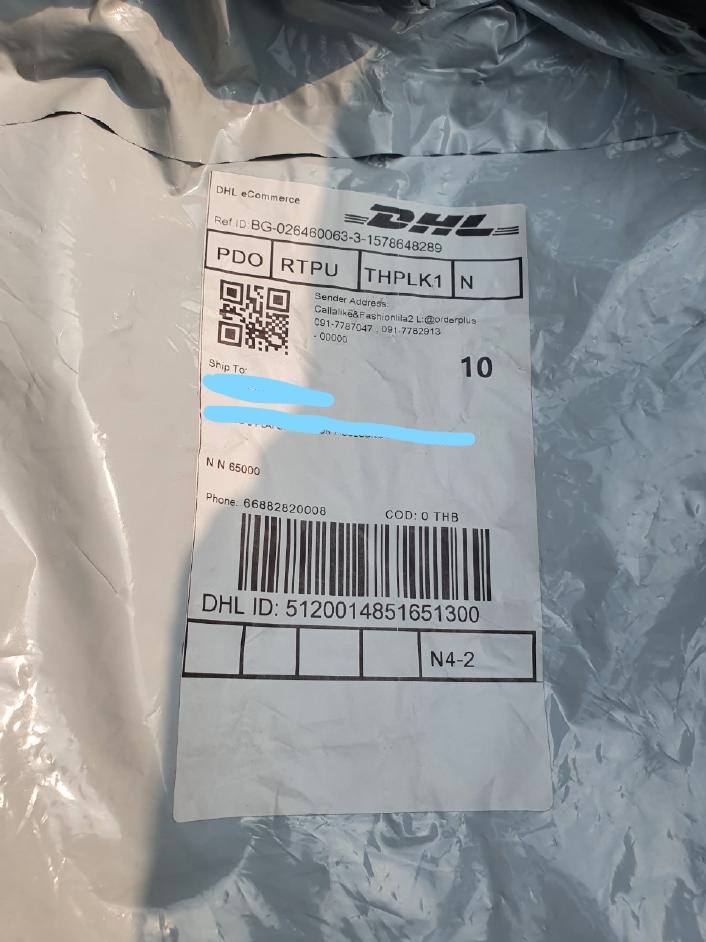 DHL eCommerce
DHL
Ref ID:BG-026460063-3-1578648289
PDO RTPU THPLK1 N
Sender Address:
Callalike&Fashionlila2 L:@orderplus
091-7787047 , 091-7782913
- 00000
10
Ship To:
N N 65000
Phone: 66882820008 COD: 0 THB
DHL ID: 5120014851651300
N4-2